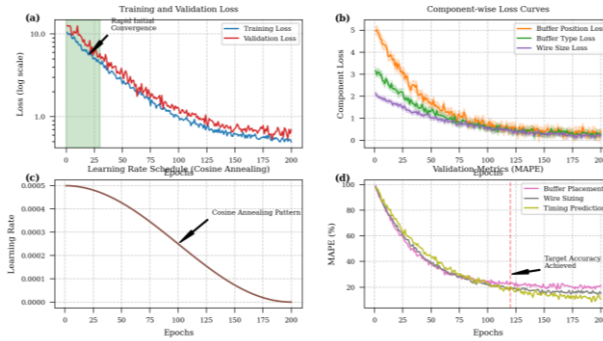 (a)
Training and Validation Loss
Rapid Initial
Convergence
Training Loss
Validation Loss
Loss (log scale)
10.0
1.0
0
25
50
75
100
125
150
175
200
Epochs
(b)
Component-wise Loss Curves
Buffer Position Loss
Buffer Type Loss
Wire Size Loss
Component Loss
5
4
3
2
1
0
0
25
50
75
100
125
150
175
200
Epochs
(c)
Learning Rate Schedule (Cosine Annealing)
Cosine Annealing Pattern
Learning Rate
0.0005
0.0004
0.0003
0.0002
0.0001
0.0000
0
25
50
75
100
125
150
175
200
Epochs
(d)
Validation Metrics (MAPE)
Buffer Placement
Wire Sizing
Timing Prediction
Target Accuracy
Achieved
MAPE (%)
100
80
60
40
20
0
25
50
75
100
125
150
175
200
Epochs